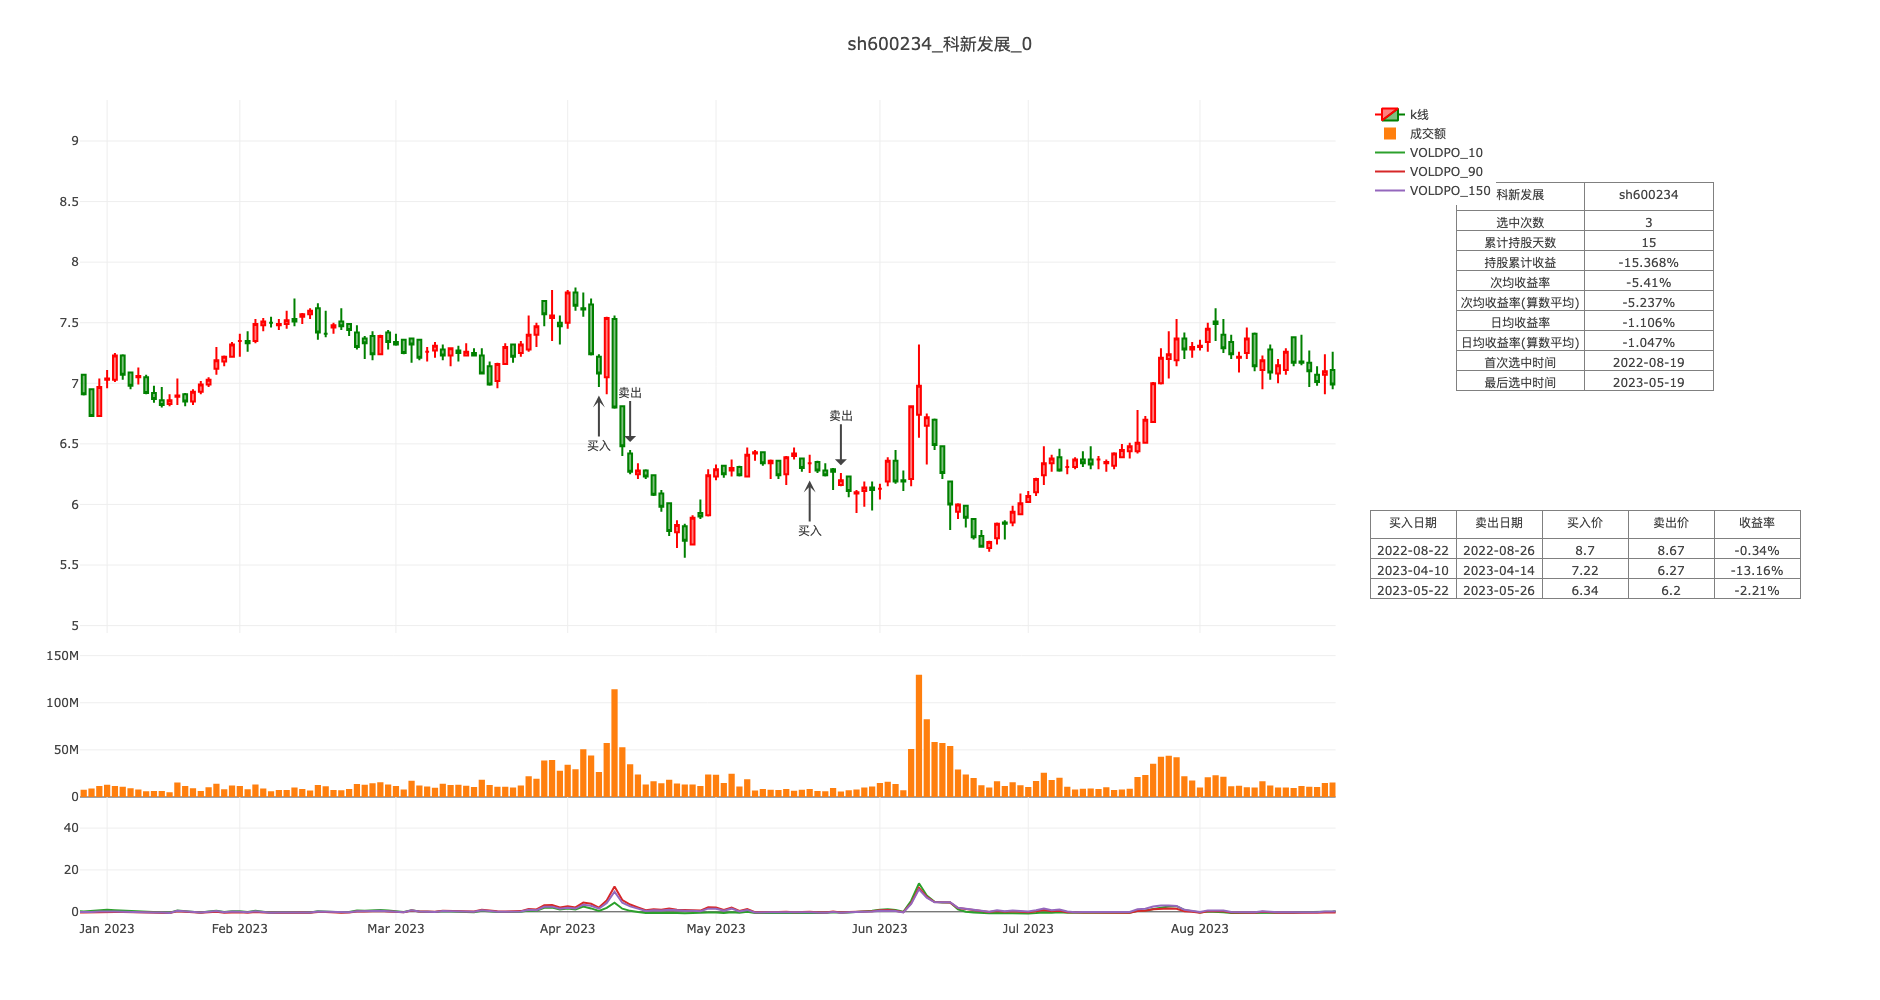 sh600234_科新发展_0
k线
成交额
VOLDPO_10
VOLDPO_90
VOLDPO_150
科新发展 sh600234
选中次数 3
累计持股天数 15
持股累计收益 -15.368%
次均收益率 -5.41%
次均收益率(算数平均) -5.237%
日均收益率 -1.106%
日均收益率(算数平均) -1.047%
首次选中时间 2022-08-19
最后选中时间 2023-05-19
买入日期 卖出日期 买入价 卖出价 收益率
2022-08-22 2022-08-26 8.7 8.67 -0.34%
2023-04-10 2023-04-14 7.22 6.27 -13.16%
2023-05-22 2023-05-26 6.34 6.2 -2.21%
9
8.5
8
7.5
7
6.5
6
5.5
5
卖出
买入
卖出
买入
150M
100M
50M
0
40
20
0
Jan 2023 Feb 2023 Mar 2023 Apr 2023 May 2023 Jun 2023 Jul 2023 Aug 2023